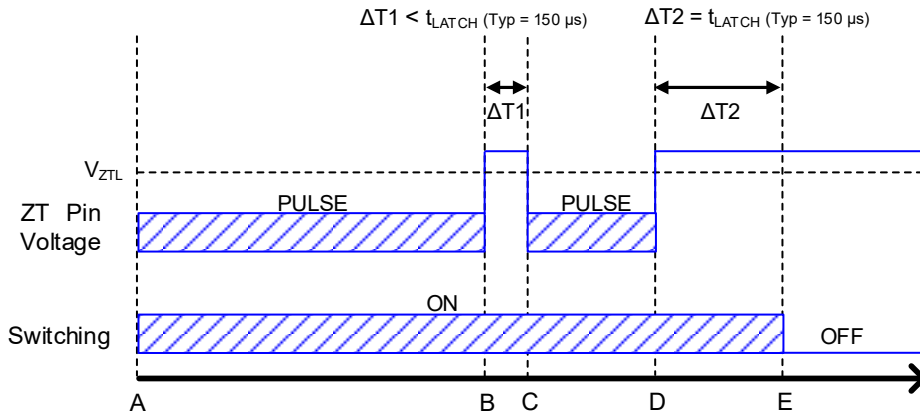 ΔT1 < tLATCH (Typ = 150 µs) ΔT2 = tLATCH (Typ = 150 µs)
ΔT1 ΔT2
VZTL
PULSE PULSE
ZT Pin
Voltage
ON
Switching OFF
A B C D E